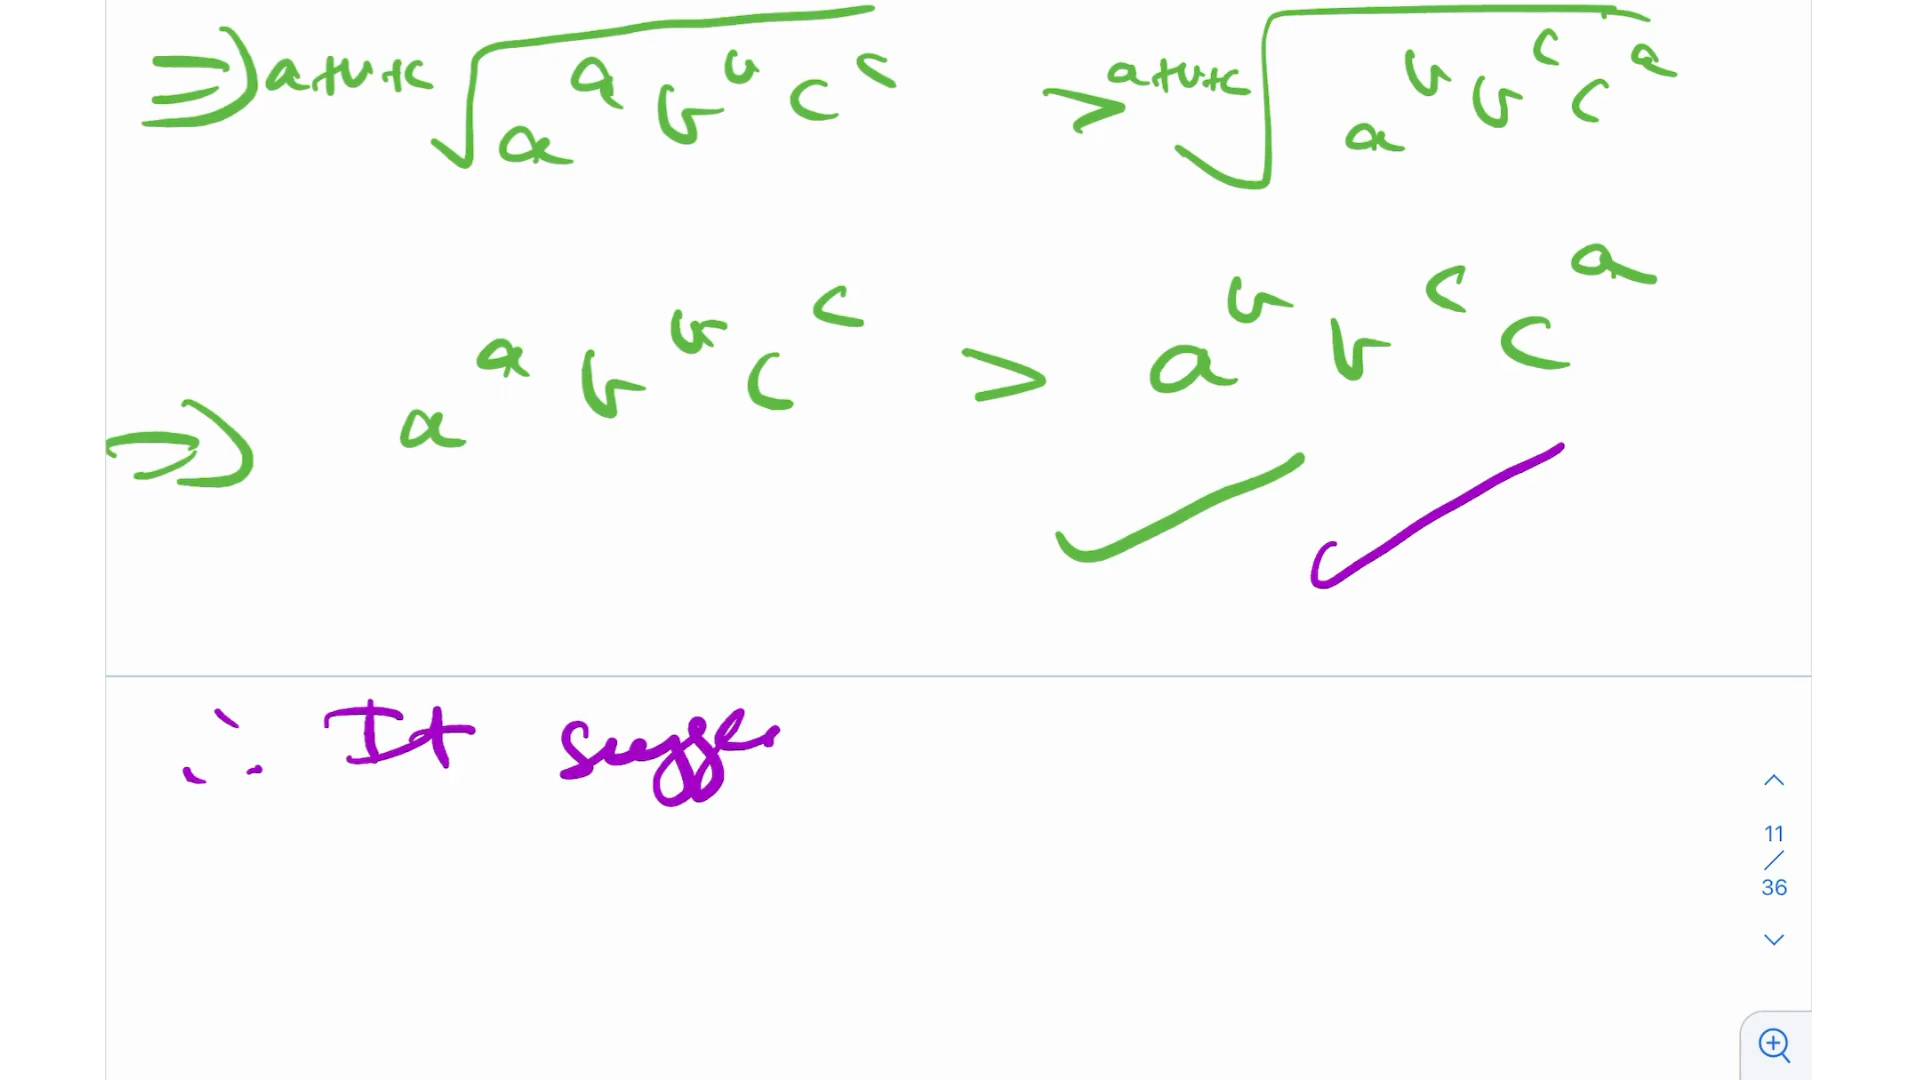 ⇒ a+b+c√(a^a b^b c^c) > a+b+c√(a^b b^c c^a)
⇒ a^a b^b c^c > a^b b^c c^a
∴ It sugge
11
/
36